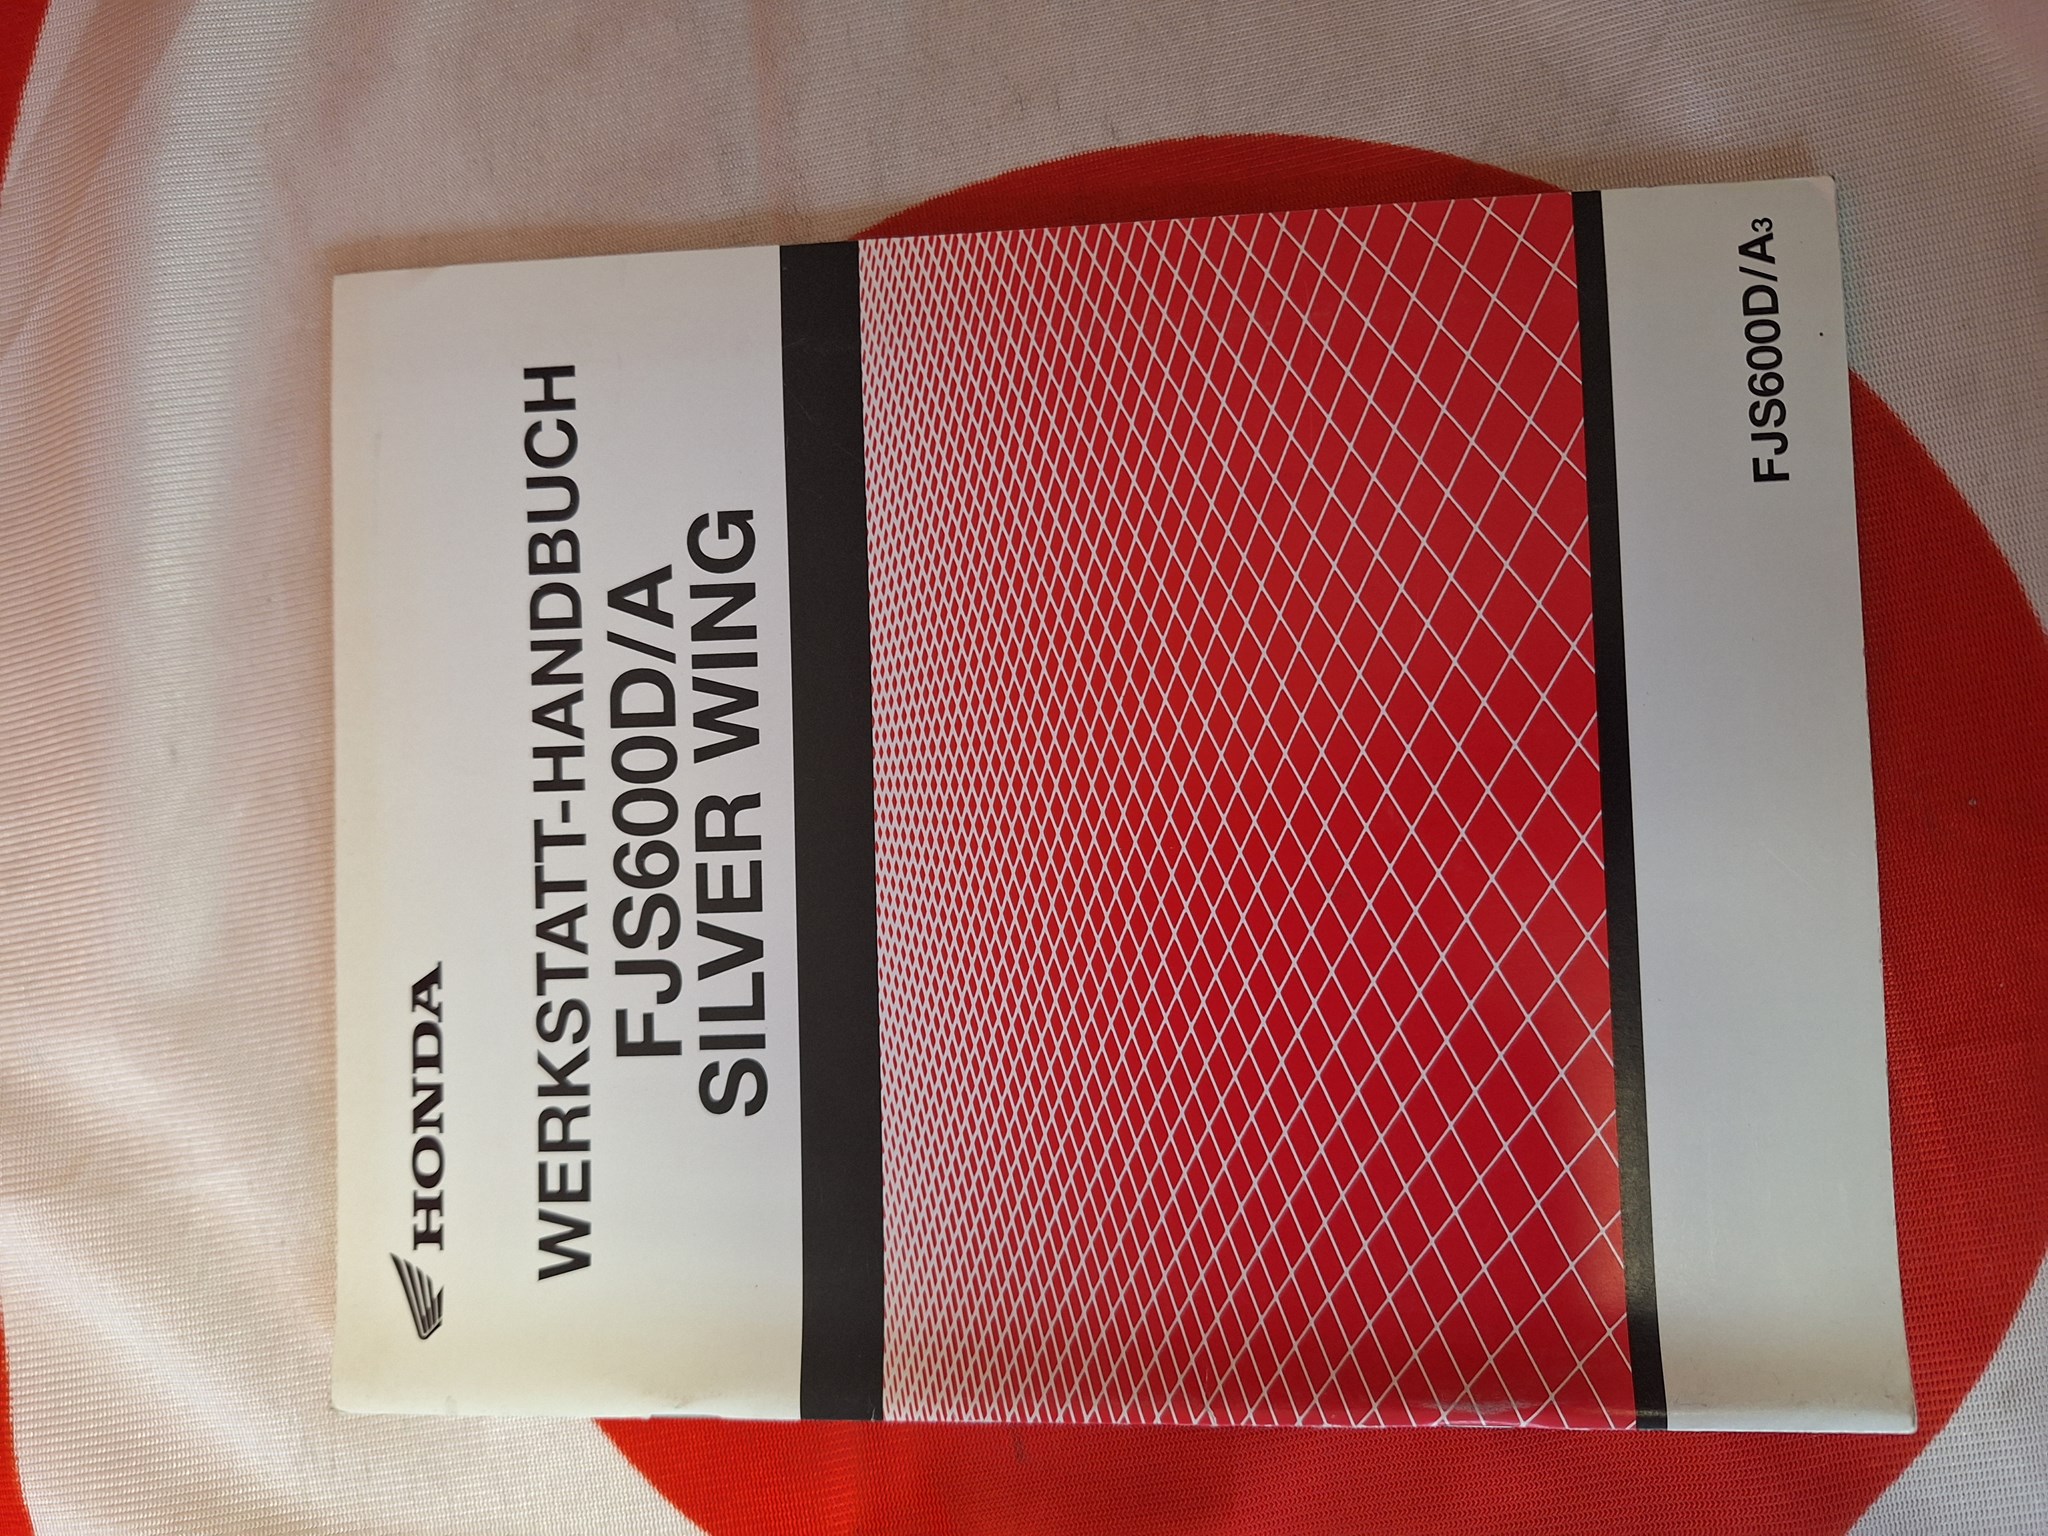 HONDA
WERKSTATT-HANDBUCH
FJS600D/A
SILVER WING
FJS600D/A3